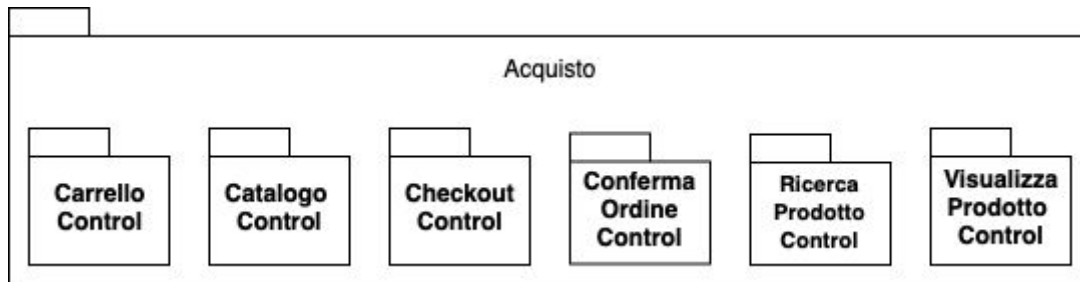 Acquisto
Carrello
Control
Catalogo
Control
Checkout
Control
Conferma
Ordine
Control
Ricerca
Prodotto
Control
Visualizza
Prodotto
Control